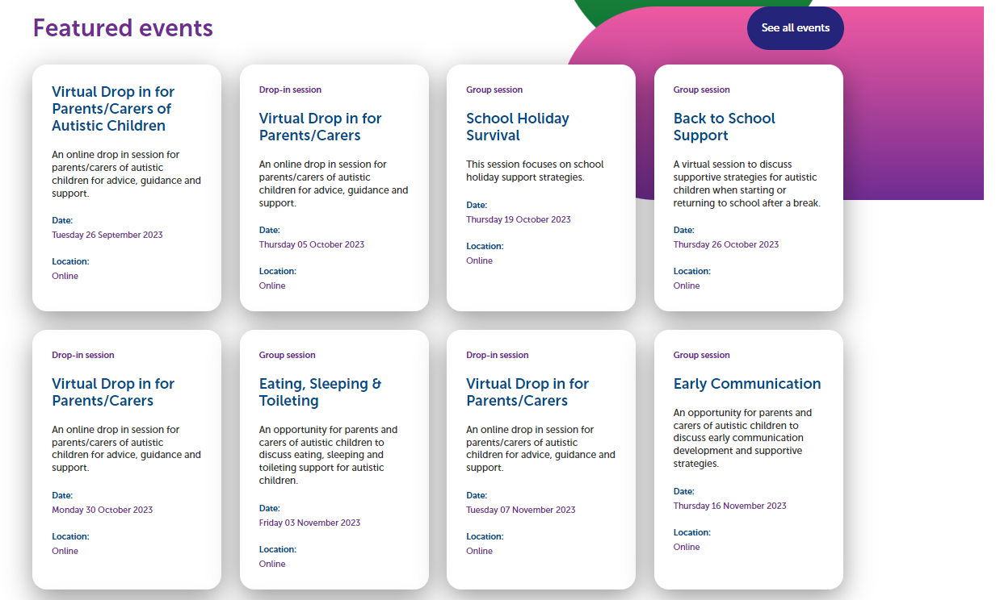 Featured events
See all events
Virtual Drop in for
Parents/Carers of
Autistic Children
An online drop in session for
parents/carers of autistic
children for advice, guidance and
support.
Date:
Tuesday 26 September 2023
Location:
Online
Drop-in session
Virtual Drop in for
Parents/Carers
An online drop in session for
parents/carers of autistic
children for advice, guidance and
support.
Date:
Thursday 05 October 2023
Location:
Online
Group session
School Holiday
Survival
This session focuses on school
holiday support strategies.
Date:
Thursday 19 October 2023
Location:
Online
Group session
Back to School
Support
A virtual session to discuss
supportive strategies for autistic
children when starting or
returning to school after a break.
Date:
Thursday 26 October 2023
Location:
Online
Drop-in session
Virtual Drop in for
Parents/Carers
An online drop in session for
parents/carers of autistic
children for advice, guidance and
support.
Date:
Monday 30 October 2023
Location:
Online
Group session
Eating, Sleeping &
Toileting
An opportunity for parents and
carers of autistic children to
discuss eating, sleeping and
toileting support for autistic
children.
Date:
Friday 03 November 2023
Location:
Online
Drop-in session
Virtual Drop in for
Parents/Carers
An online drop in session for
parents/carers of autistic
children for advice, guidance and
support.
Date:
Tuesday 07 November 2023
Location:
Online
Group session
Early Communication
An opportunity for parents and
carers of autistic children to
discuss early communication
development and supportive
strategies.
Date:
Thursday 16 November 2023
Location:
Online